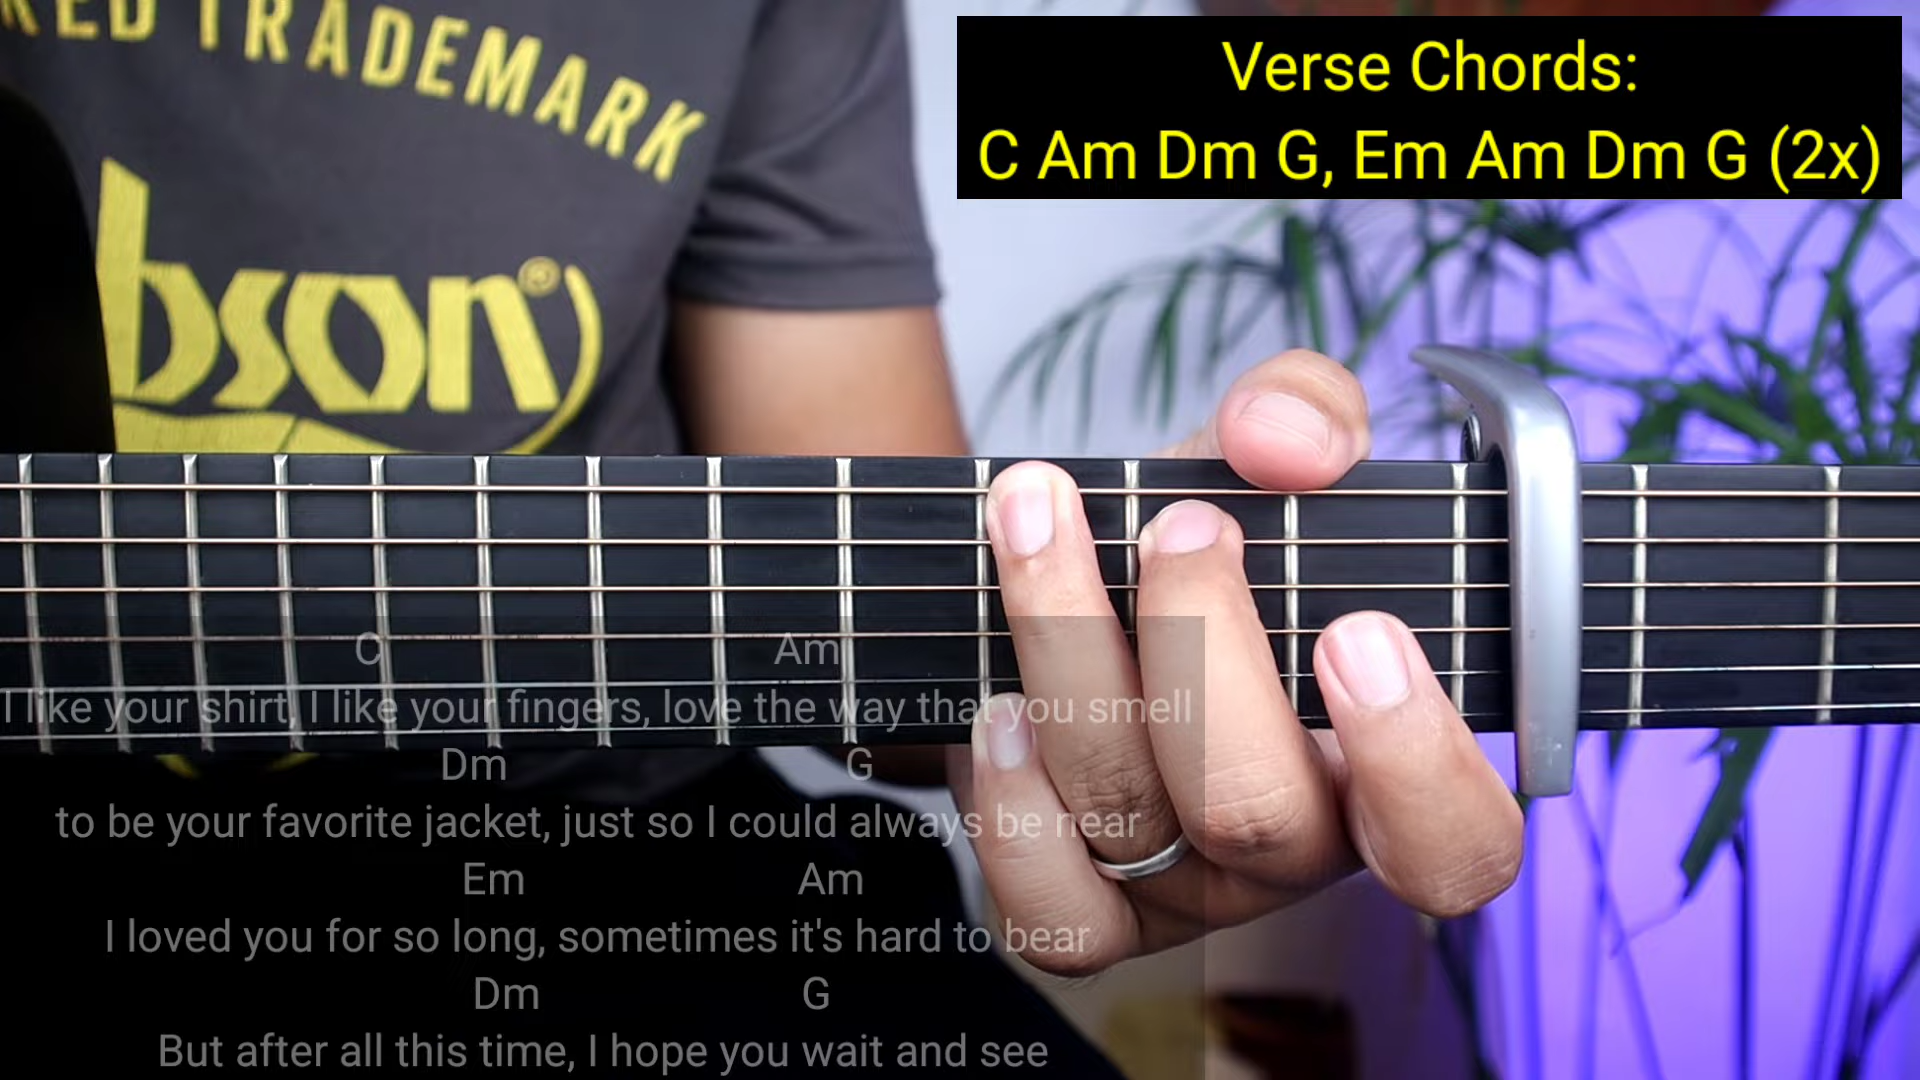 RED TRADEMARK
bson®
Verse Chords:
C Am Dm G, Em Am Dm G (2x)
C Am
I like your shirt, I like your fingers, love the way that you smell
Dm G
to be your favorite jacket, just so I could always be near
Em Am
I loved you for so long, sometimes it's hard to bear
Dm G
But after all this time, I hope you wait and see